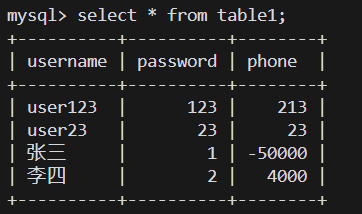 mysql> select * from table1;
+----------+----------+--------+
| username | password | phone  |
+----------+----------+--------+
| user123  |      123 |    213 |
| user23   |       23 |     23 |
| 张三     |        1 | -50000 |
| 李四     |        2 |   4000 |
+----------+----------+--------+